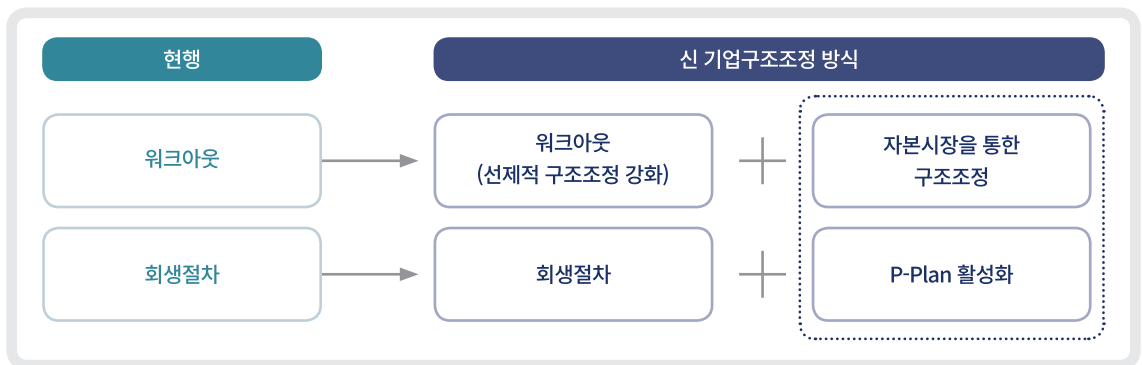 현행
신 기업구조조정 방식
워크아웃
워크아웃
(선제적 구조조정 강화)
자본시장을 통한
구조조정
회생절차
회생절차
P-Plan 활성화